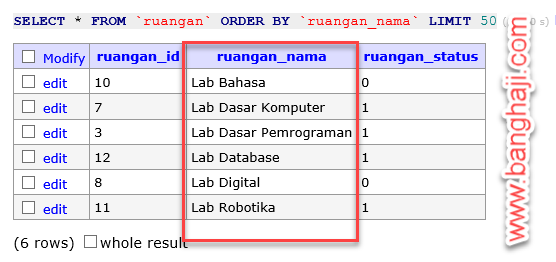 SELECT * FROM `ruangan` ORDER BY `ruangan_nama` LIMIT 50
Modify ruangan_id ruangan_nama ruangan_status
edit 10 Lab Bahasa 0
edit 7 Lab Dasar Komputer 1
edit 3 Lab Dasar Pemrograman 1
edit 12 Lab Database 1
edit 8 Lab Digital 0
edit 11 Lab Robotika 1
(6 rows) whole result
www.banghaji.com